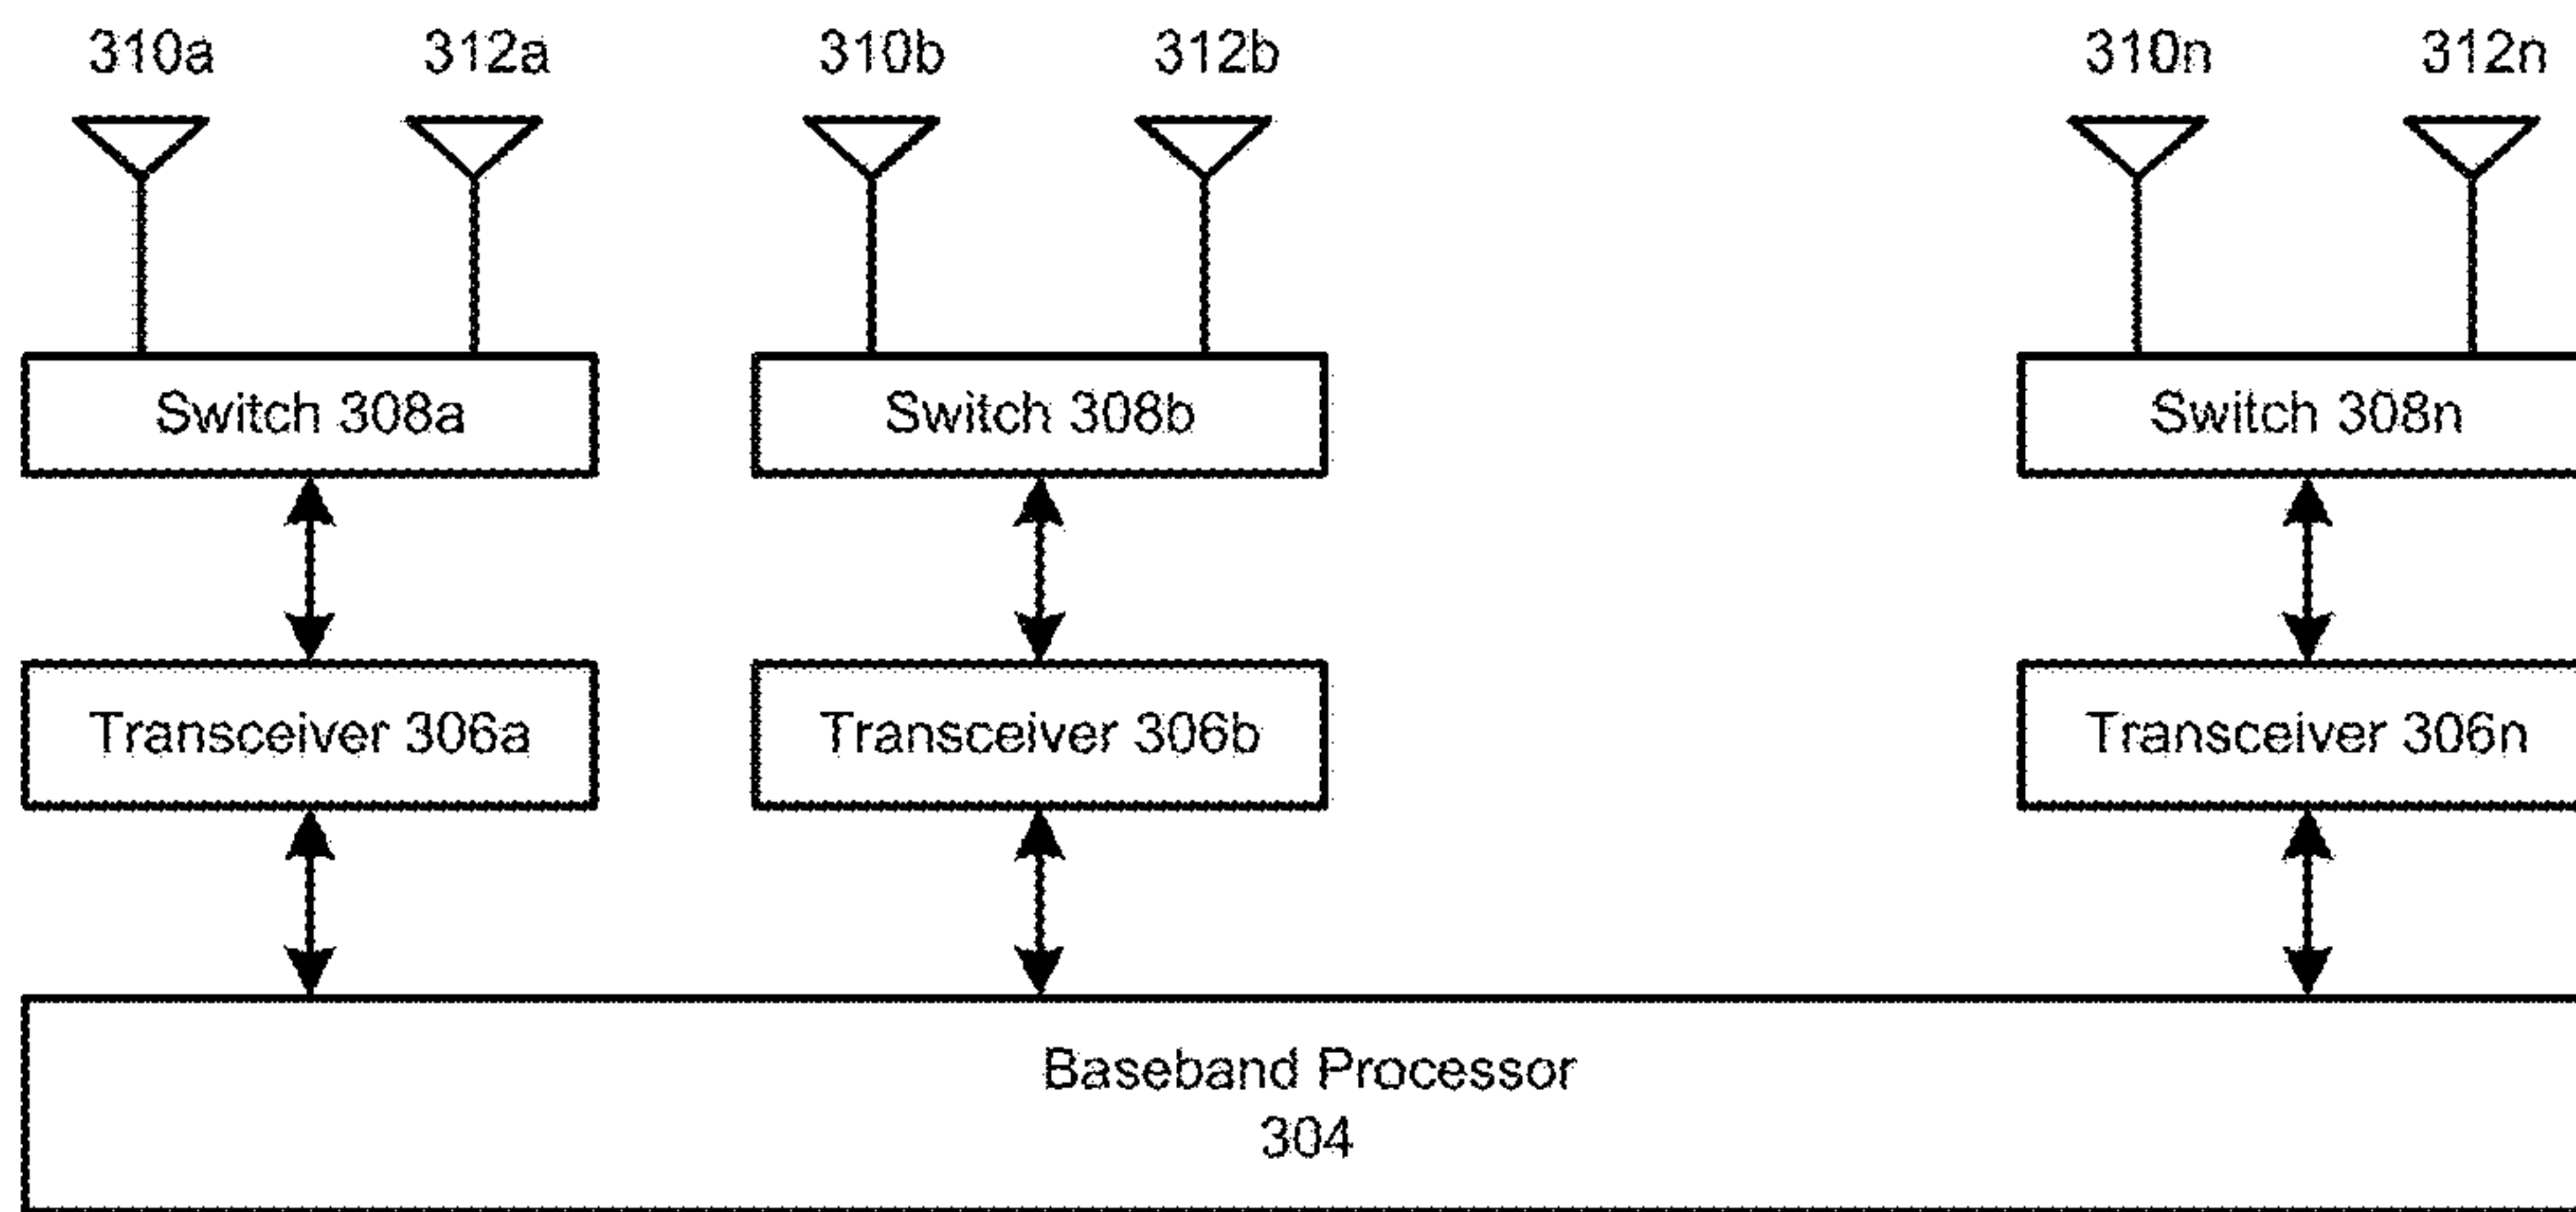 310a 312a 310b 312b 310n 312n
Switch 308a Switch 308b Switch 308n
Transceiver 306a Transceiver 306b Transceiver 306n
Baseband Processor
304